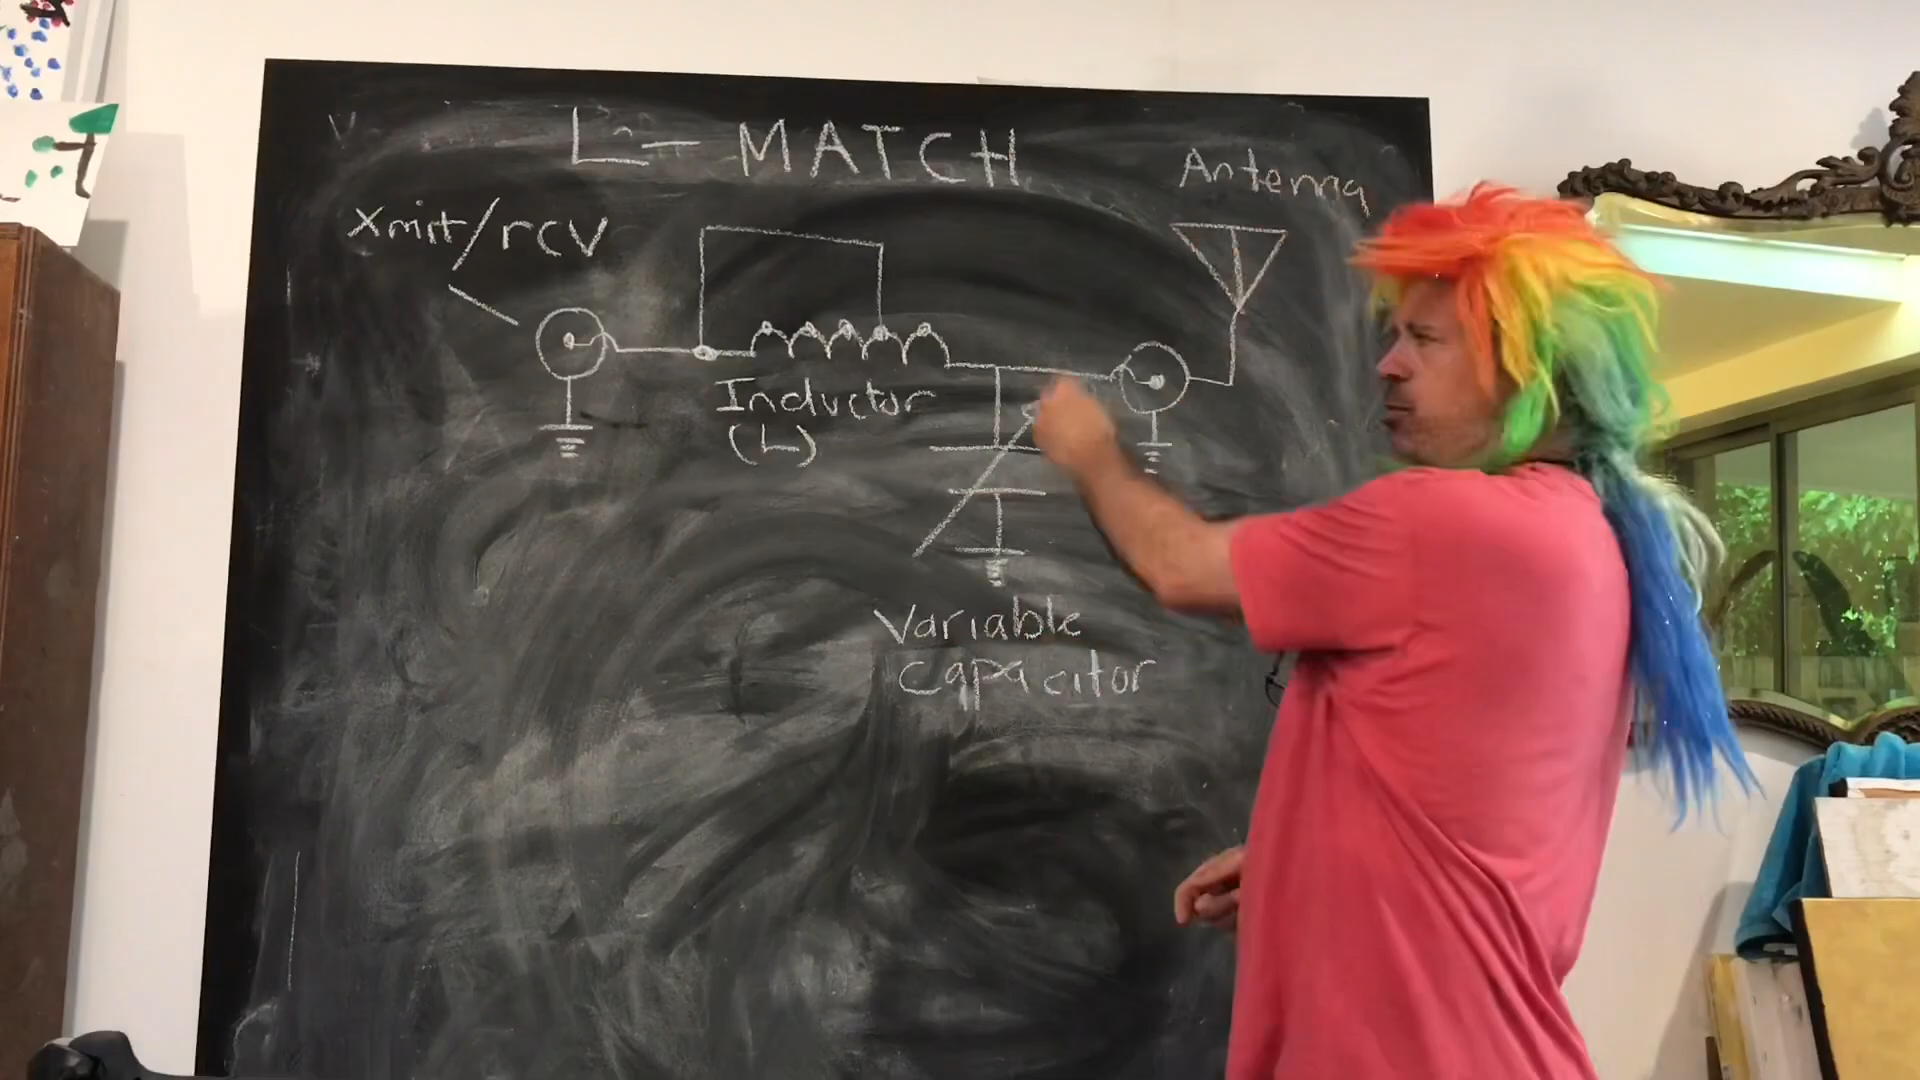 L-MATCH
Antenna
Xmit/rcv
Inductor
(L)
Variable
Capacitor